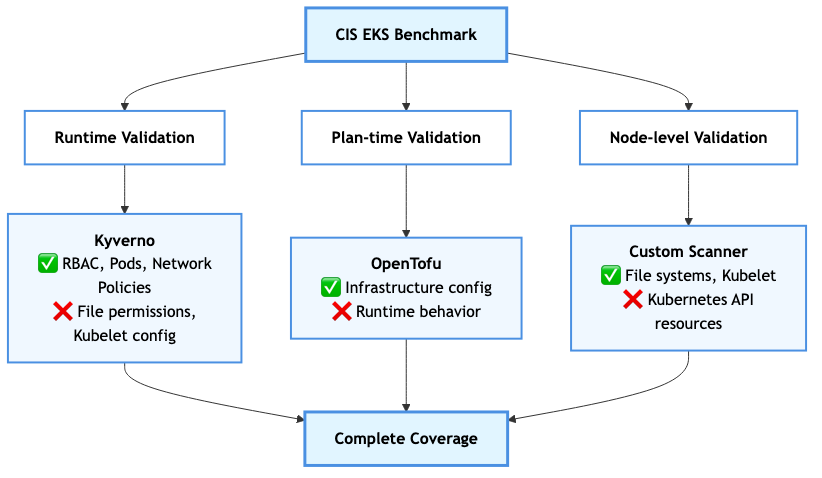 CIS EKS Benchmark
Runtime Validation
Plan-time Validation
Node-level Validation
Kyverno
✅ RBAC, Pods, Network
Policies
❌ File permissions,
Kubelet config
OpenTofu
✅ Infrastructure config
❌ Runtime behavior
Custom Scanner
✅ File systems, Kubelet
❌ Kubernetes API
resources
Complete Coverage